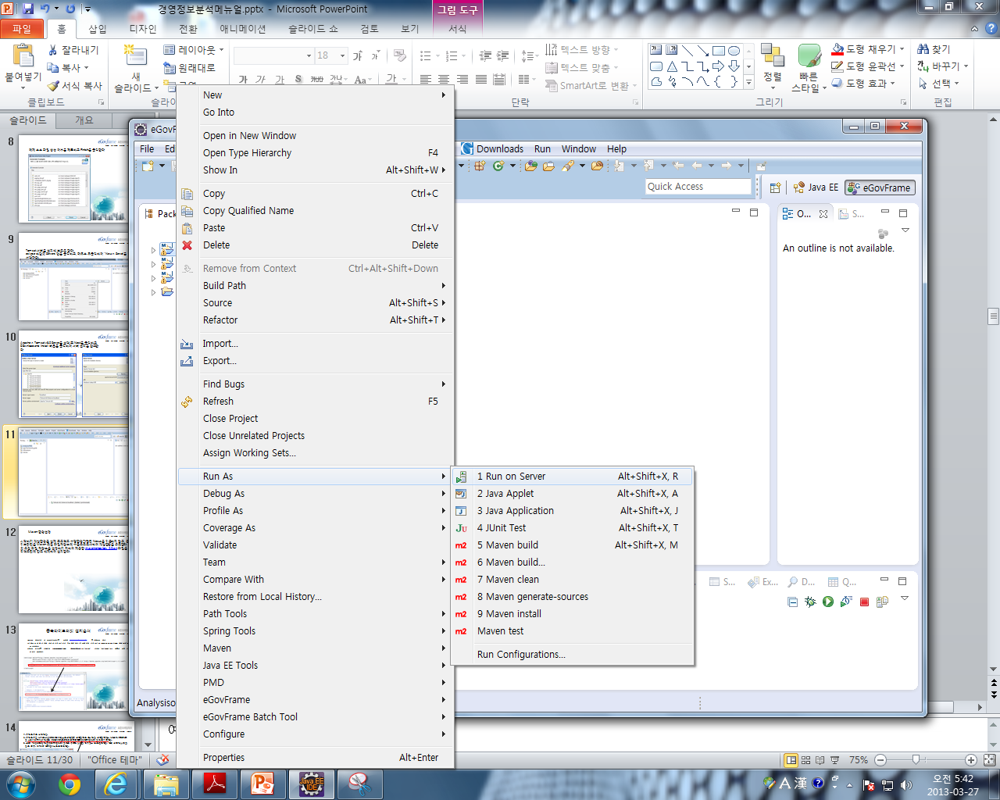 경영정보분석메뉴얼.pptx - Microsoft PowerPoint
그림 도구
파일 홈 삽입 디자인 전환 애니메이션 슬라이드 쇼 검토 보기 서식
붙여넣기
잘라내기
복사
서식 복사
클립보드
새
슬라이드
레이아웃
원래대로
18
단락
텍스트 방향
텍스트 맞춤
SmartArt로 변환
정렬
빠른
스타일
도형 채우기
도형 윤곽선
도형 효과
그리기
찾기
바꾸기
선택
편집
슬라이드 개요
8
9
10
11
12
13
14
File
Downloads Run Window Help
Quick Access
Java EE
eGovFrame
O...
S...
An outline is not available.
New
Go Into
Open in New Window
Open Type Hierarchy F4
Show In Alt+Shift+W
Copy Ctrl+C
Copy Qualified Name
Paste Ctrl+V
Delete Delete
Remove from Context Ctrl+Alt+Shift+Down
Build Path
Source Alt+Shift+S
Refactor Alt+Shift+T
Import...
Export...
Find Bugs
Refresh F5
Close Project
Close Unrelated Projects
Assign Working Sets...
Run As
Debug As
Profile As
Coverage As
Validate
Team
Compare With
Restore from Local History...
Path Tools
Spring Tools
Maven
Java EE Tools
PMD
eGovFrame
eGovFrame Batch Tool
Configure
Properties Alt+Enter
1 Run on Server Alt+Shift+X, R
2 Java Applet Alt+Shift+X, A
3 Java Application Alt+Shift+X, J
4 JUnit Test Alt+Shift+X, T
5 Maven build Alt+Shift+X, M
6 Maven build...
7 Maven clean
8 Maven generate-sources
9 Maven install
Maven test
Run Configurations...
S... Ex... D... Q...
슬라이드 11/30 "Office 테마"
75%
A 漢
오전 5:42
2013-03-27